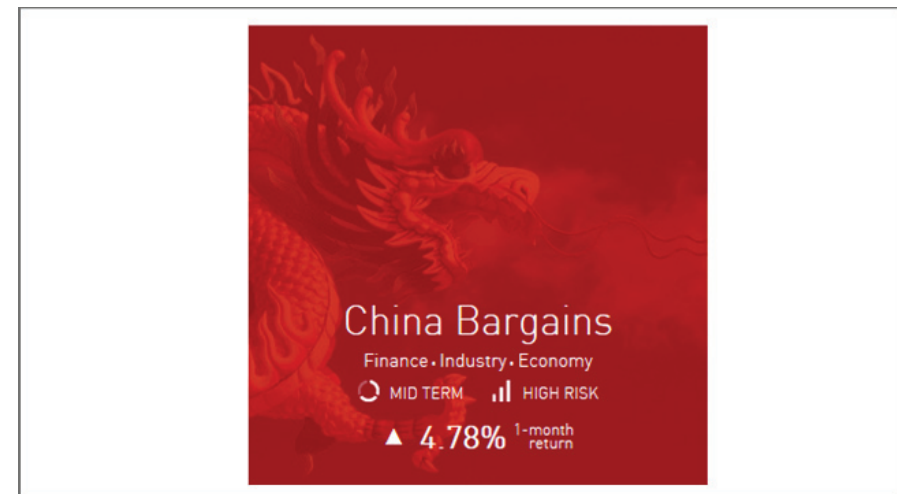 China Bargains
Finance • Industry • Economy
MID TERM HIGH RISK
▲ 4.78% 1-month return